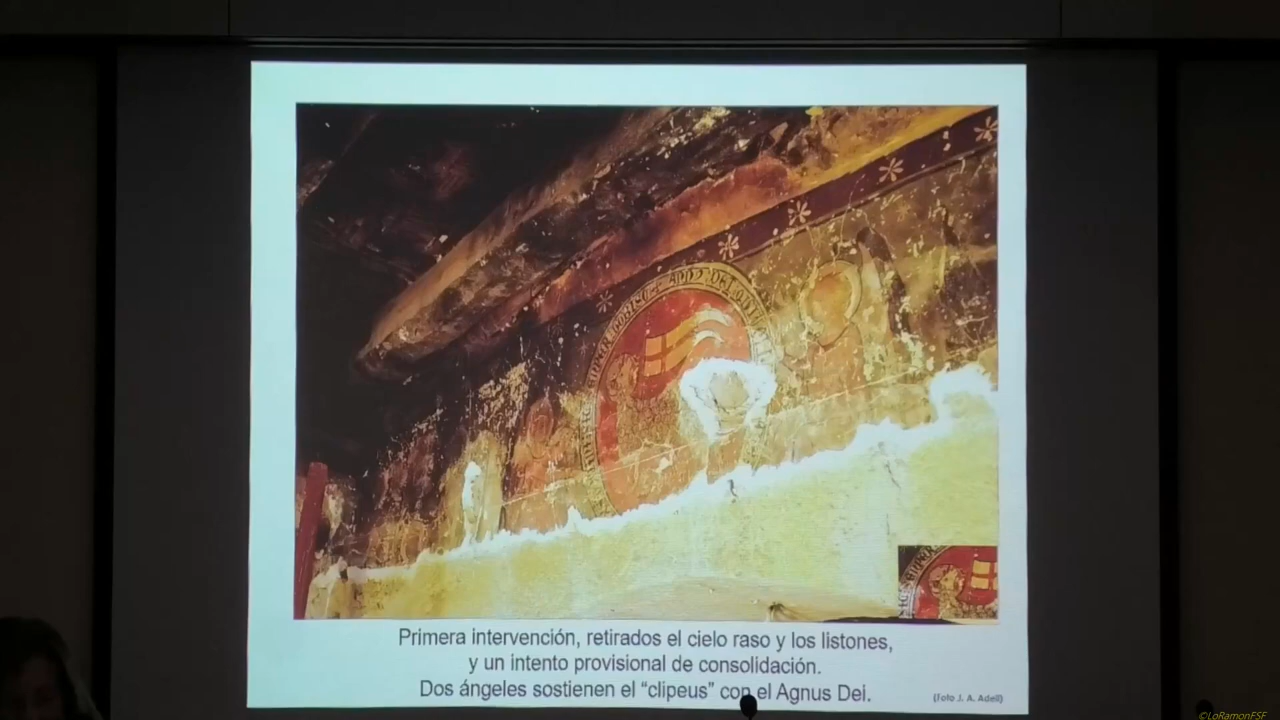 Primera intervención, retirados el cielo raso y los listones,
y un intento provisional de consolidación.
Dos ángeles sostienen el “clipeus” con el Agnus Dei.
(Foto J. A. Adell)
©LoRamonFSF